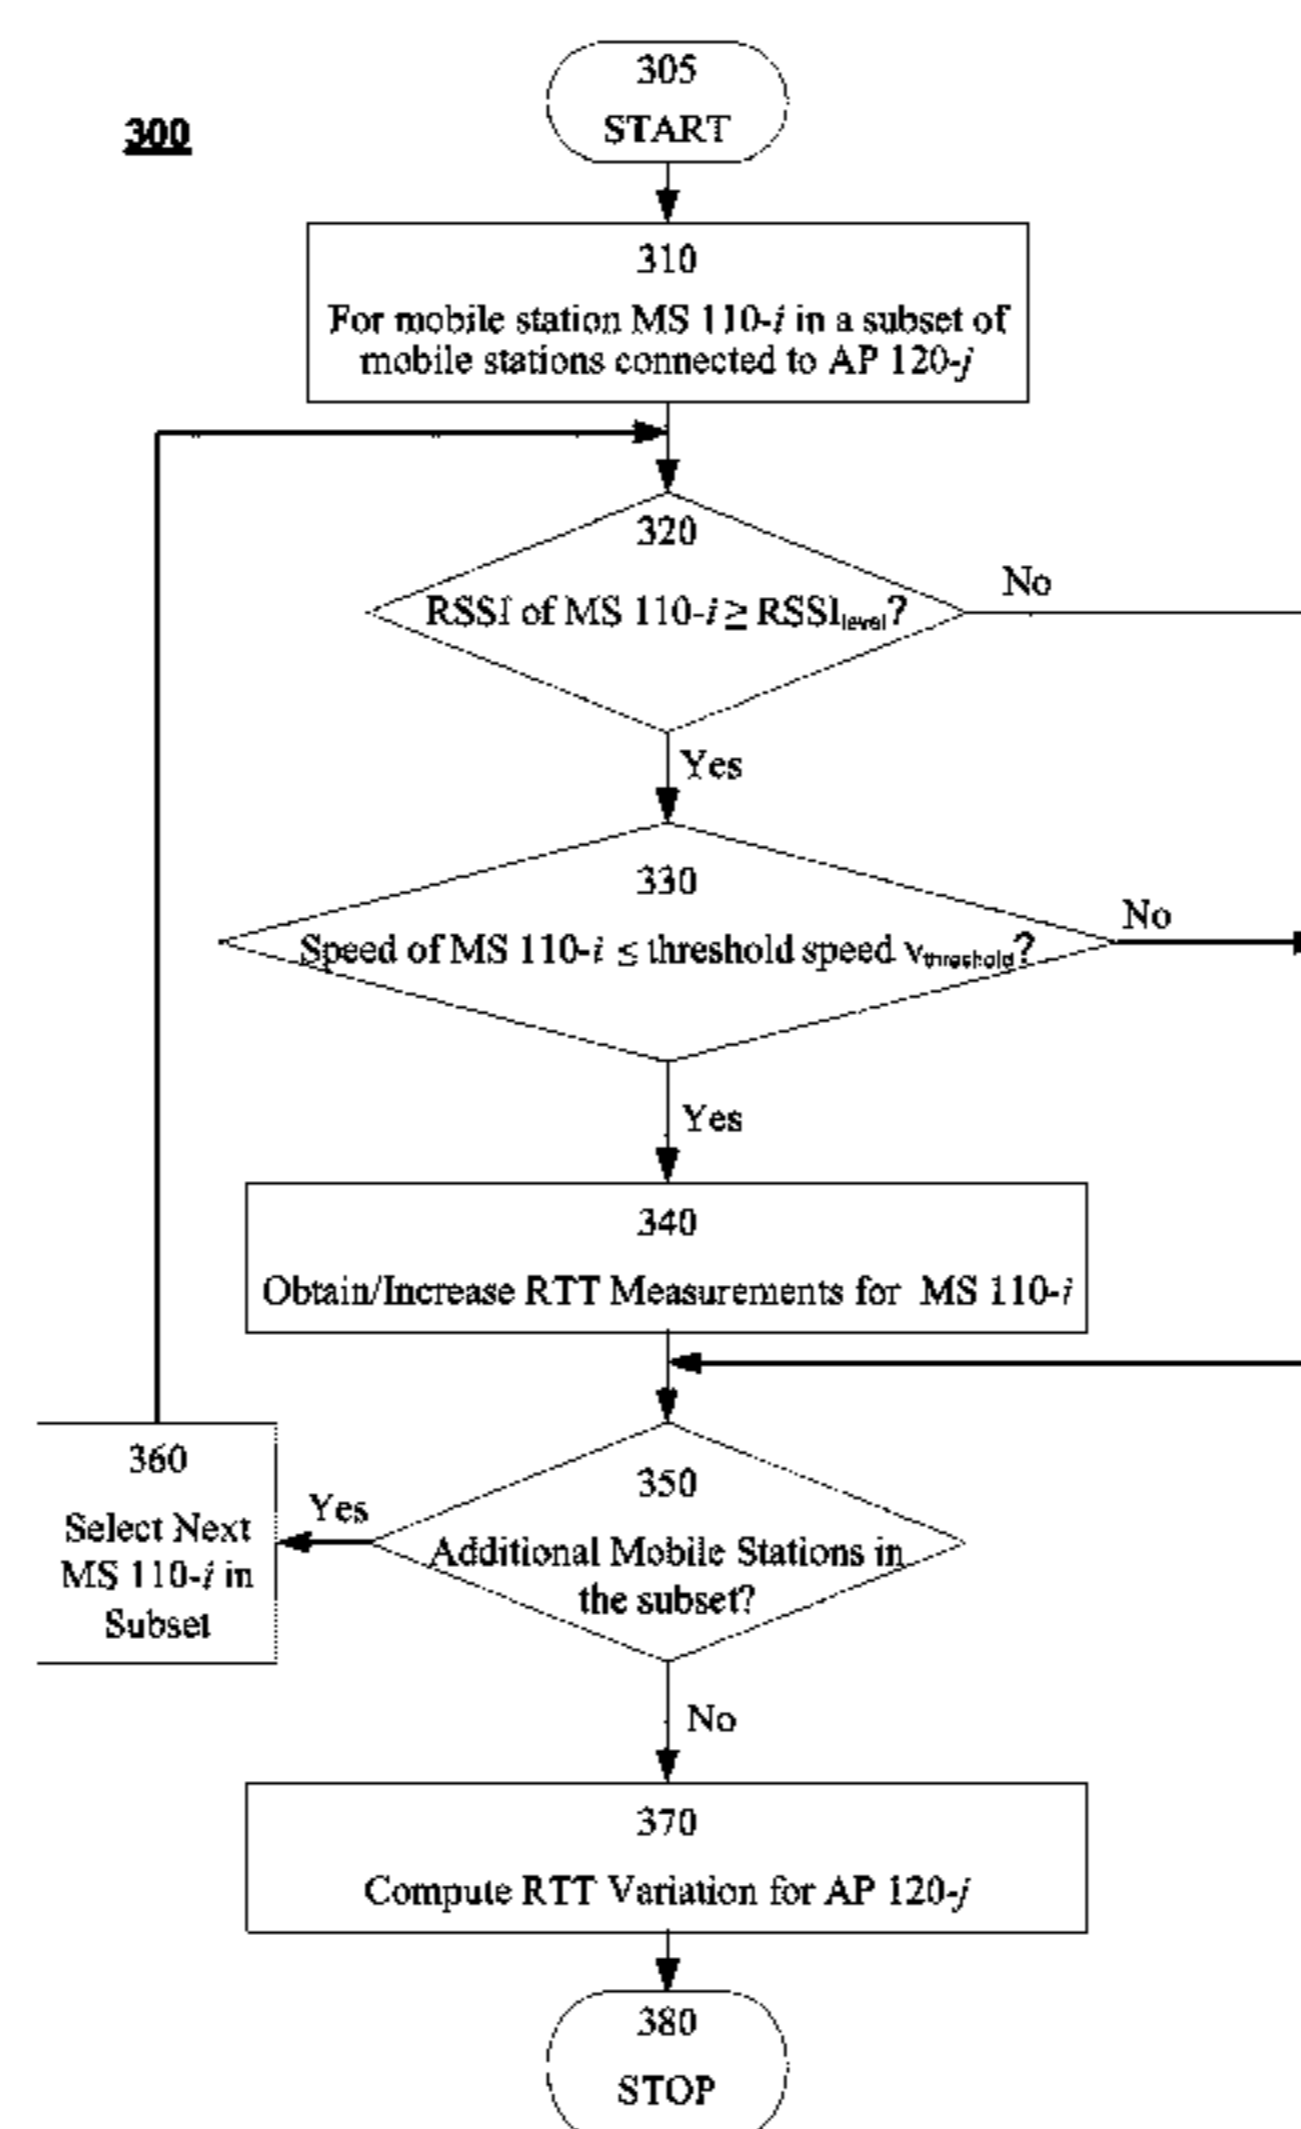 300
305
START
310
For mobile station MS 110-i in a subset of
mobile stations connected to AP 120-j
320
RSSI of MS 110-i ≥ RSSIlevel?
No
Yes
330
Speed of MS 110-i ≤ threshold speed vthreshold?
No
Yes
340
Obtain/Increase RTT Measurements for MS 110-i
350
Additional Mobile Stations in
the subset?
Yes
360
Select Next
MS 110-i in
Subset
No
370
Compute RTT Variation for AP 120-j
380
STOP